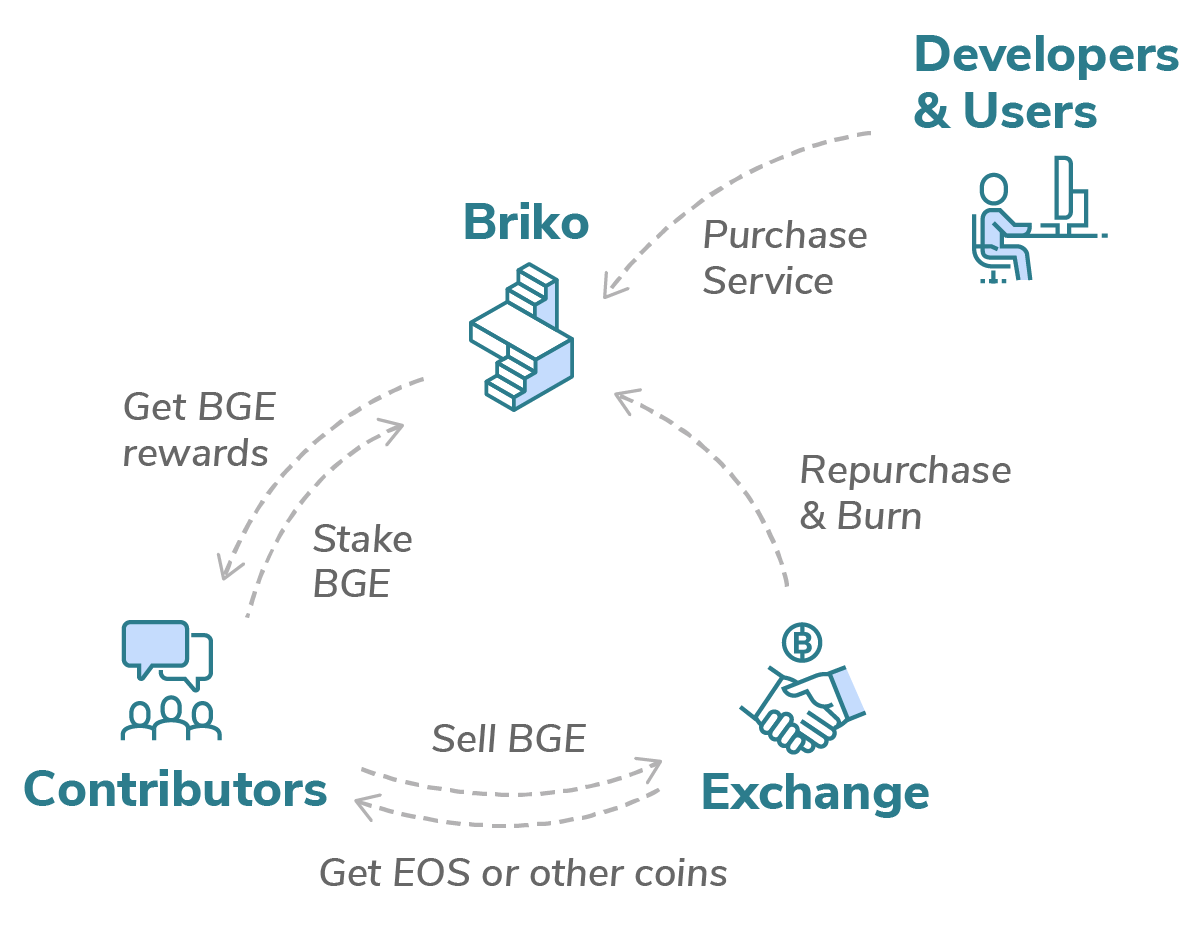 Developers
& Users
Briko
Purchase
Service
Get BGE
rewards
Repurchase
& Burn
Stake
BGE
B
Sell BGE
Contributors
Exchange
Get EOS or other coins